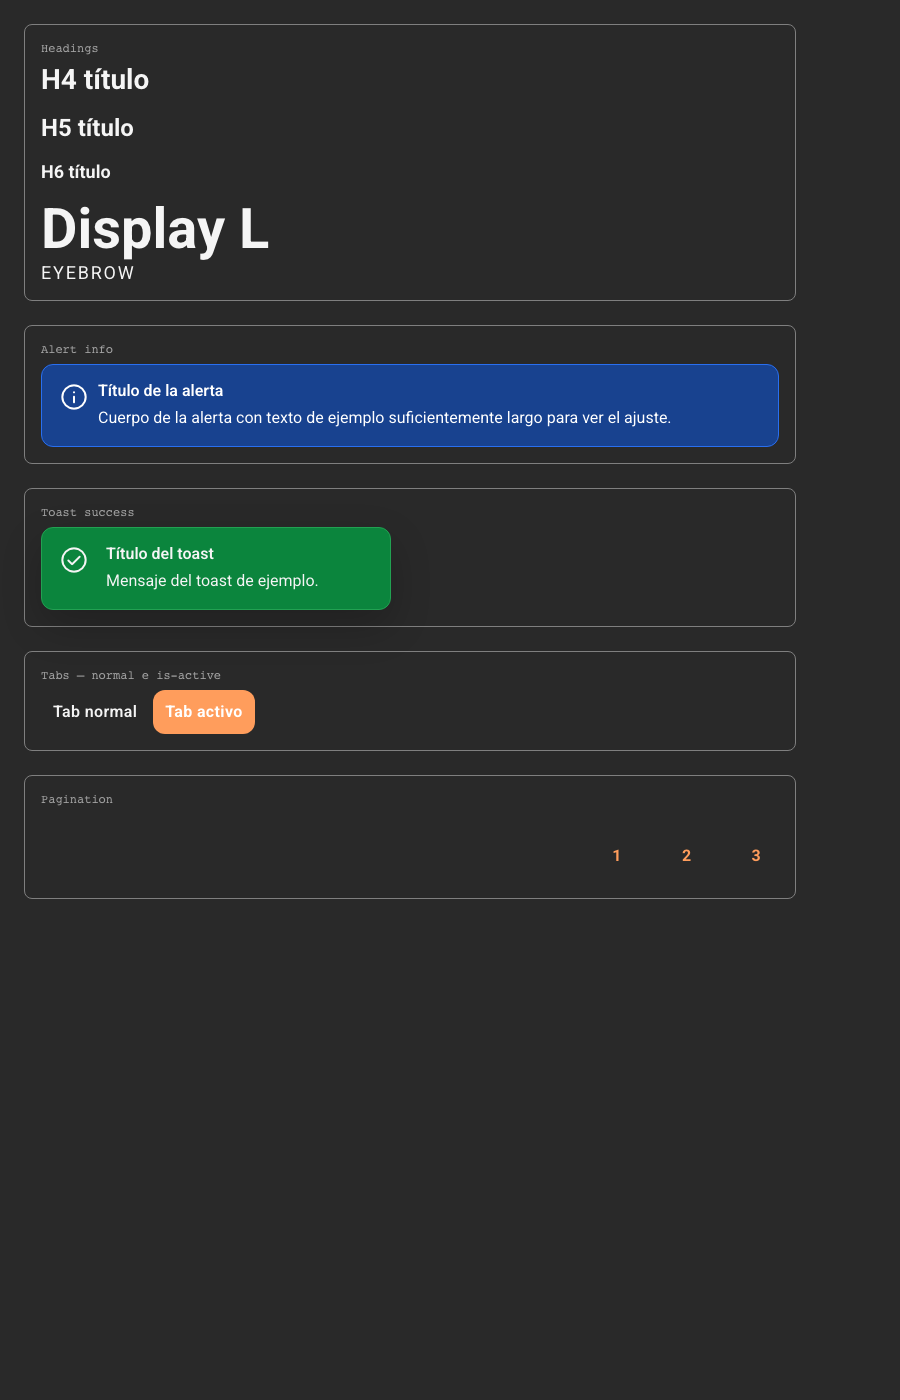 Headings
H4 título
H5 título
H6 título
Display L
EYEBROW
Alert info
Título de la alerta
Cuerpo de la alerta con texto de ejemplo suficientemente largo para ver el ajuste.
Toast success
Título del toast
Mensaje del toast de ejemplo.
Tabs — normal e is-active
Tab normal Tab activo
Pagination
1 2 3